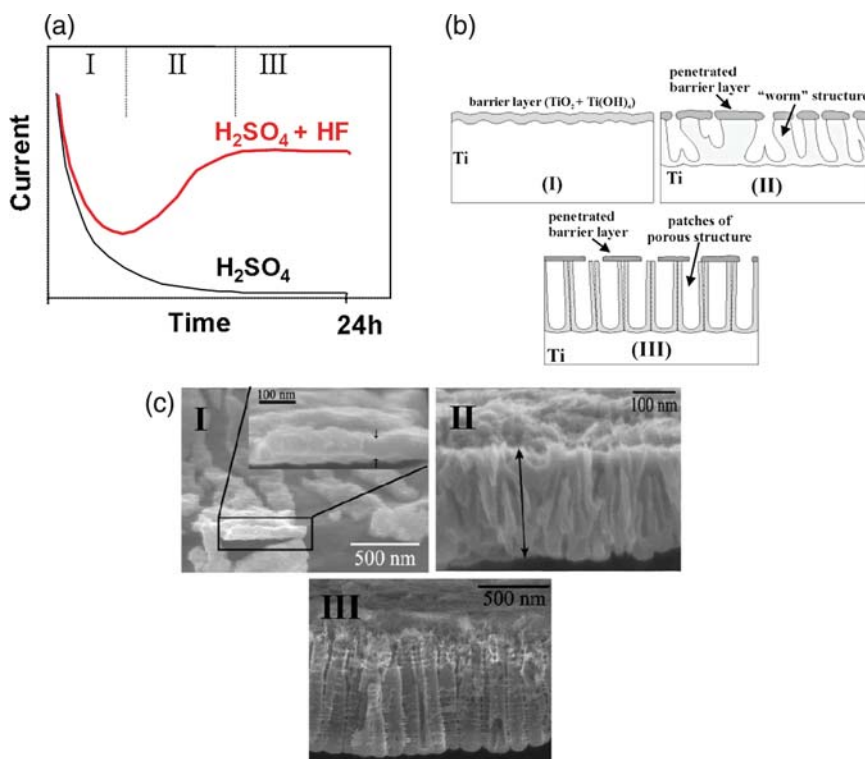 (a)
I
II
III
H₂SO₄ + HF
H₂SO₄
Current
Time
24h
(b)
barrier layer (TiO₂ + Ti(OH)₄)
Ti
(I)
penetrated
barrier layer
"worm" structure
Ti
(II)
penetrated
barrier layer
patches of
porous structure
Ti
(III)
(c)
I
100 nm
500 nm
II
100 nm
III
500 nm